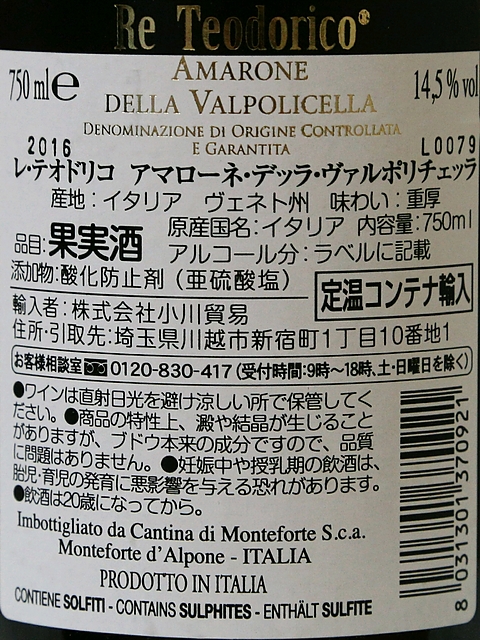 Re Teodorico®
750 ml e
AMARONE
DELLA VALPOLICELLA
14,5 % vol
DENOMINAZIONE DI ORIGINE CONTROLLATA
E GARANTITA
2016
L0079
レ・テオドリコ アマローネ・デッラ・ヴァルポリチェッラ
産地:イタリア ヴェネト州 味わい:重厚
品目:果実酒
原産国名:イタリア 内容量:750ml
アルコール分:ラベルに記載
添加物:酸化防止剤(亜硫酸塩)
定温コンテナ輸入
輸入者:株式会社小川貿易
住所・引取先:埼玉県川越市新宿町1丁目10番地1
お客様相談室 0120-830-417(受付時間:9時〜18時、土・日曜日を除く)
●ワインは直射日光を避け涼しい所で保管してく
ださい。●商品の特性上、澱や結晶が生じること
がありますが、ブドウ本来の成分ですので、品質
に問題はありません。●妊娠中や授乳期の飲酒は、
胎児・育児の発育に悪影響を与える恐れがあります。
●飲酒は20歳になってから。
Imbottigliato da Cantina di Monteforte S.c.a.
Monteforte d'Alpone - ITALIA
PRODOTTO IN ITALIA
CONTIENE SOLFITI - CONTAINS SULPHITES - ENTHÄLT SULFITE
8 031301 370921